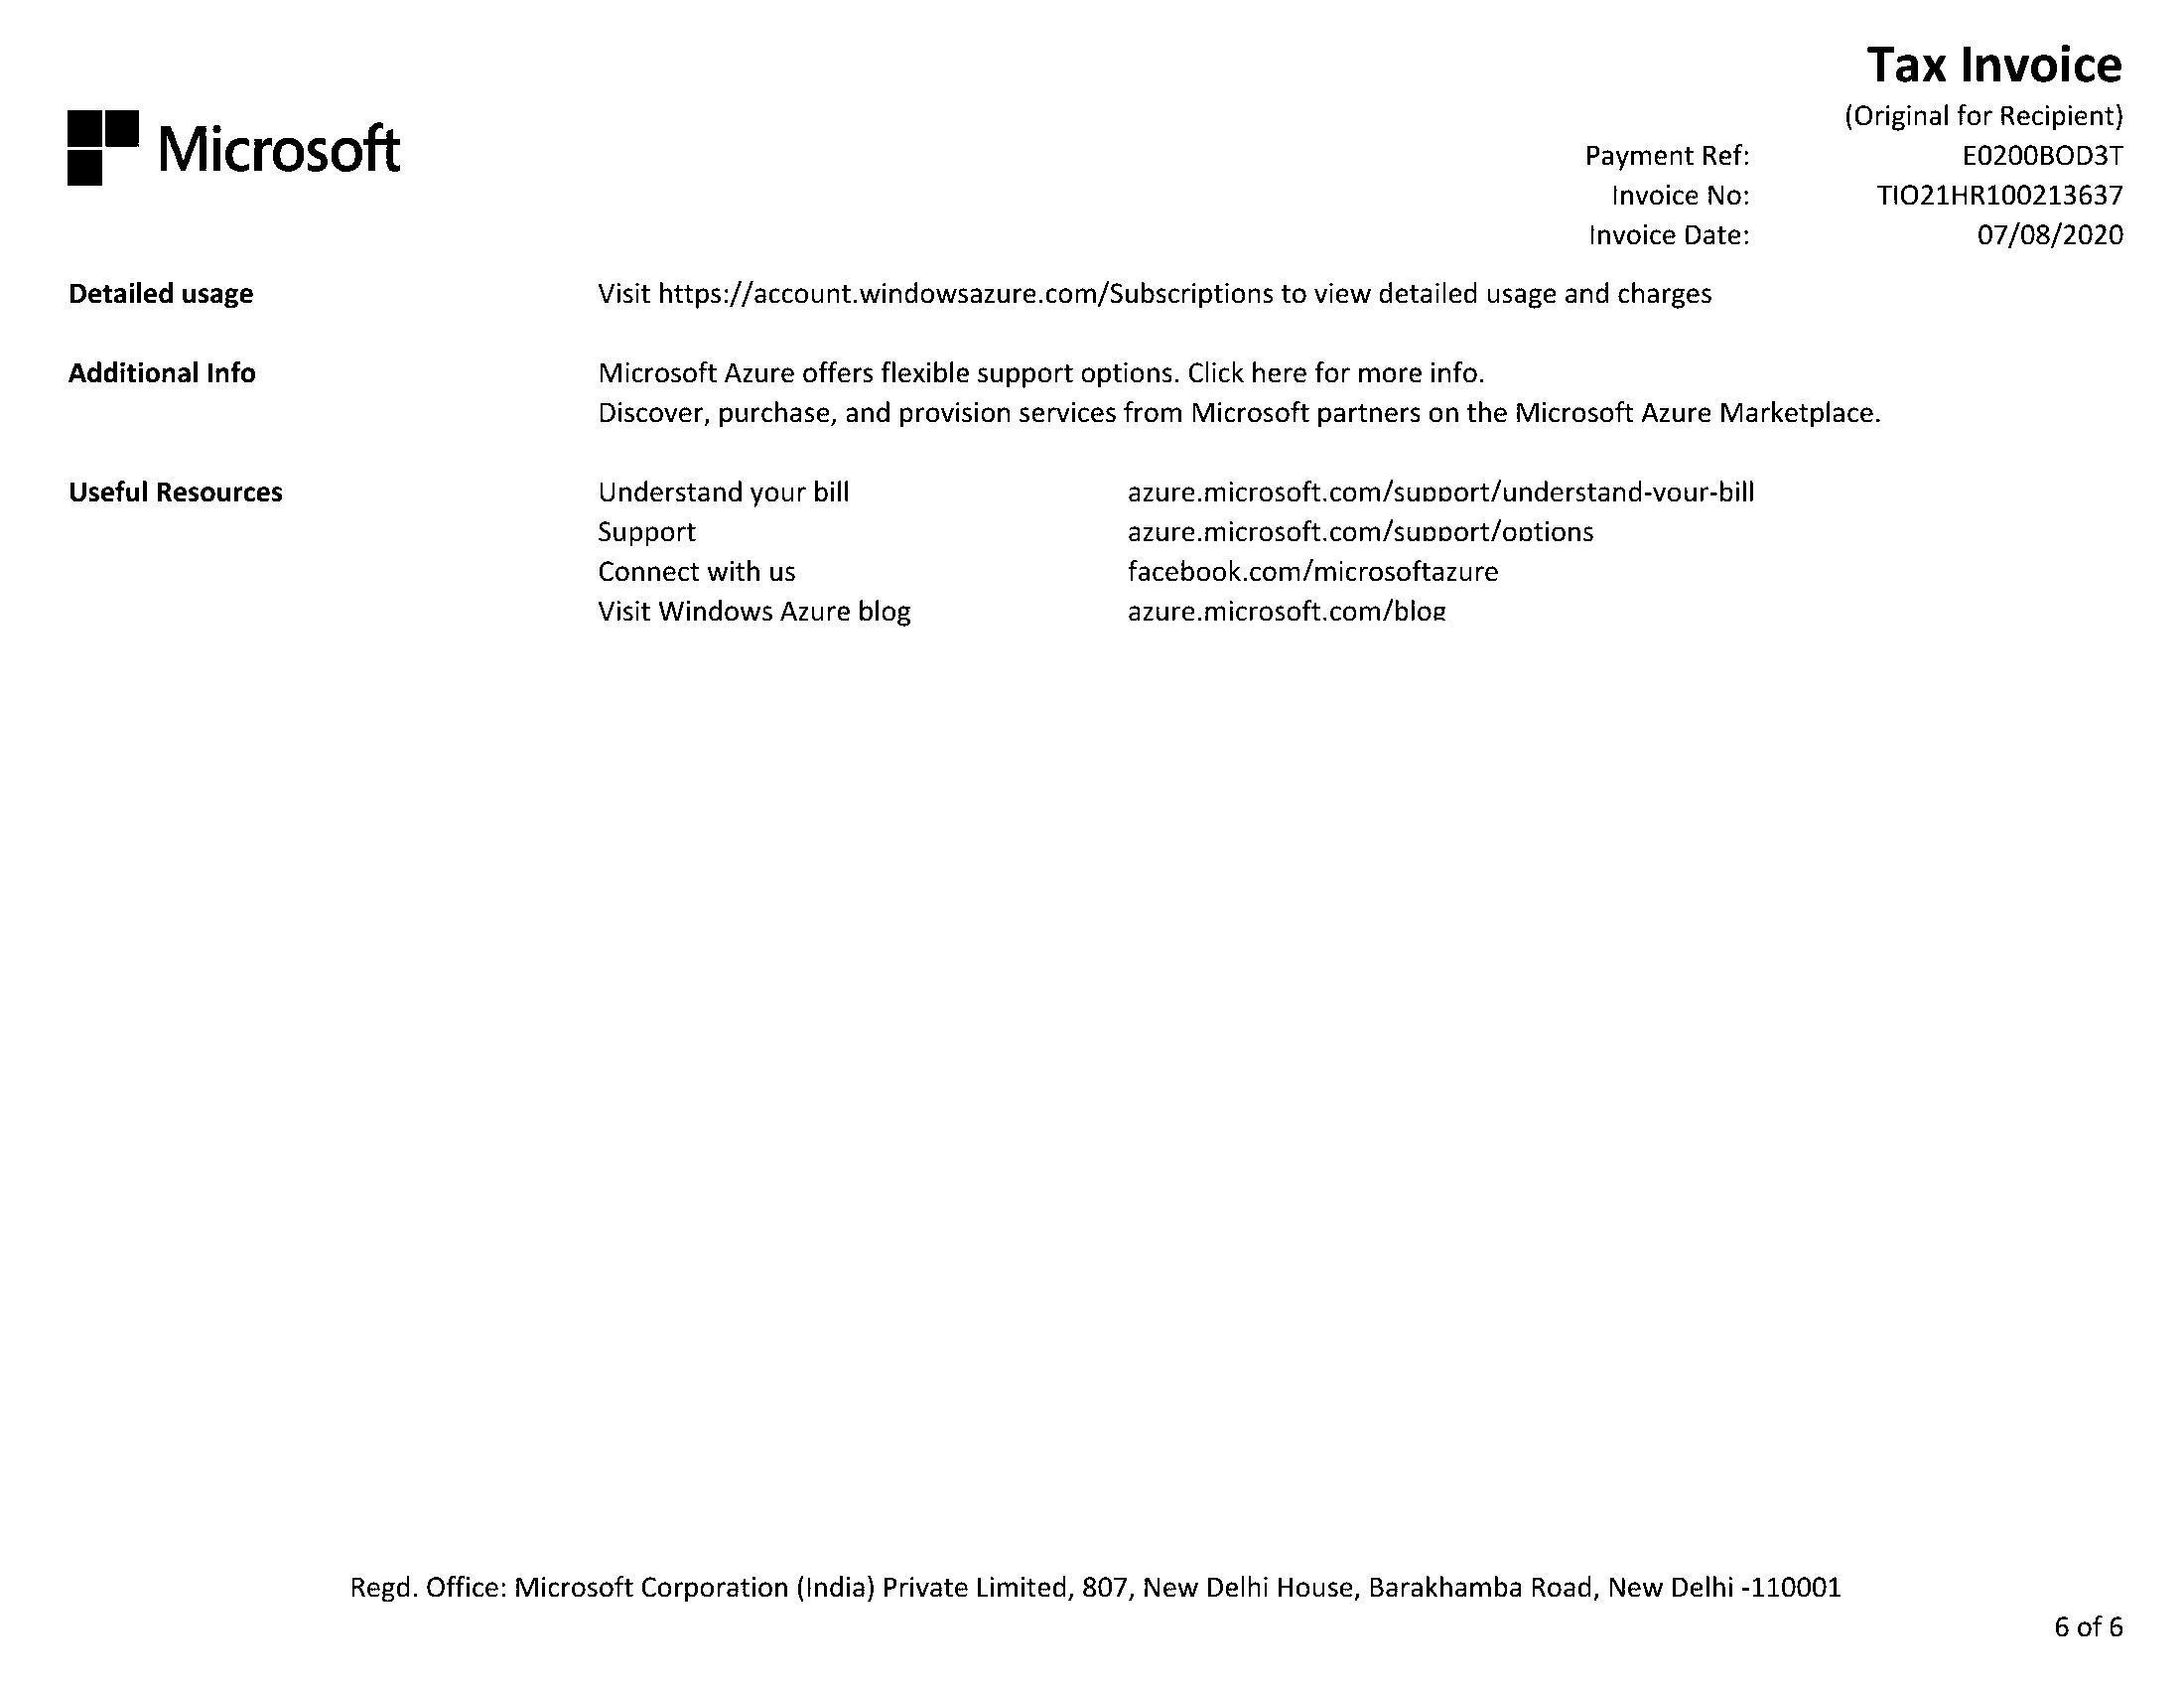 Tax Invoice
(Original for Recipient)
Microsoft
Payment Ref: E0200BOD3T
Invoice No: TIO21HR100213637
Invoice Date: 07/08/2020
Detailed usage Visit https://account.windowsazure.com/Subscriptions to view detailed usage and charges
Additional Info Microsoft Azure offers flexible support options. Click here for more info.
Discover, purchase, and provision services from Microsoft partners on the Microsoft Azure Marketplace.
Useful Resources Understand your bill azure.microsoft.com/support/understand-your-bill
Support azure.microsoft.com/support/options
Connect with us facebook.com/microsoftazure
Visit Windows Azure blog azure.microsoft.com/blog
Regd. Office: Microsoft Corporation (India) Private Limited, 807, New Delhi House, Barakhamba Road, New Delhi -110001
6 of 6